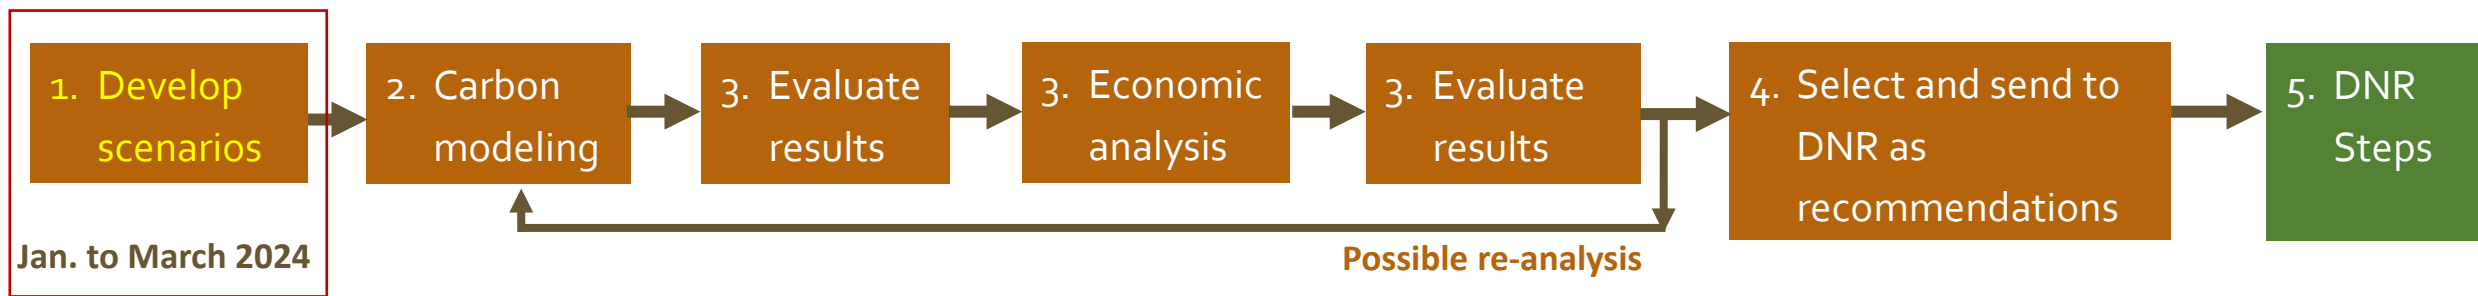 1. Develop
scenarios
2. Carbon
modeling
3. Evaluate
results
3. Economic
analysis
3. Evaluate
results
4. Select and send to
DNR as
recommendations
5. DNR
Steps
Jan. to March 2024
Possible re-analysis